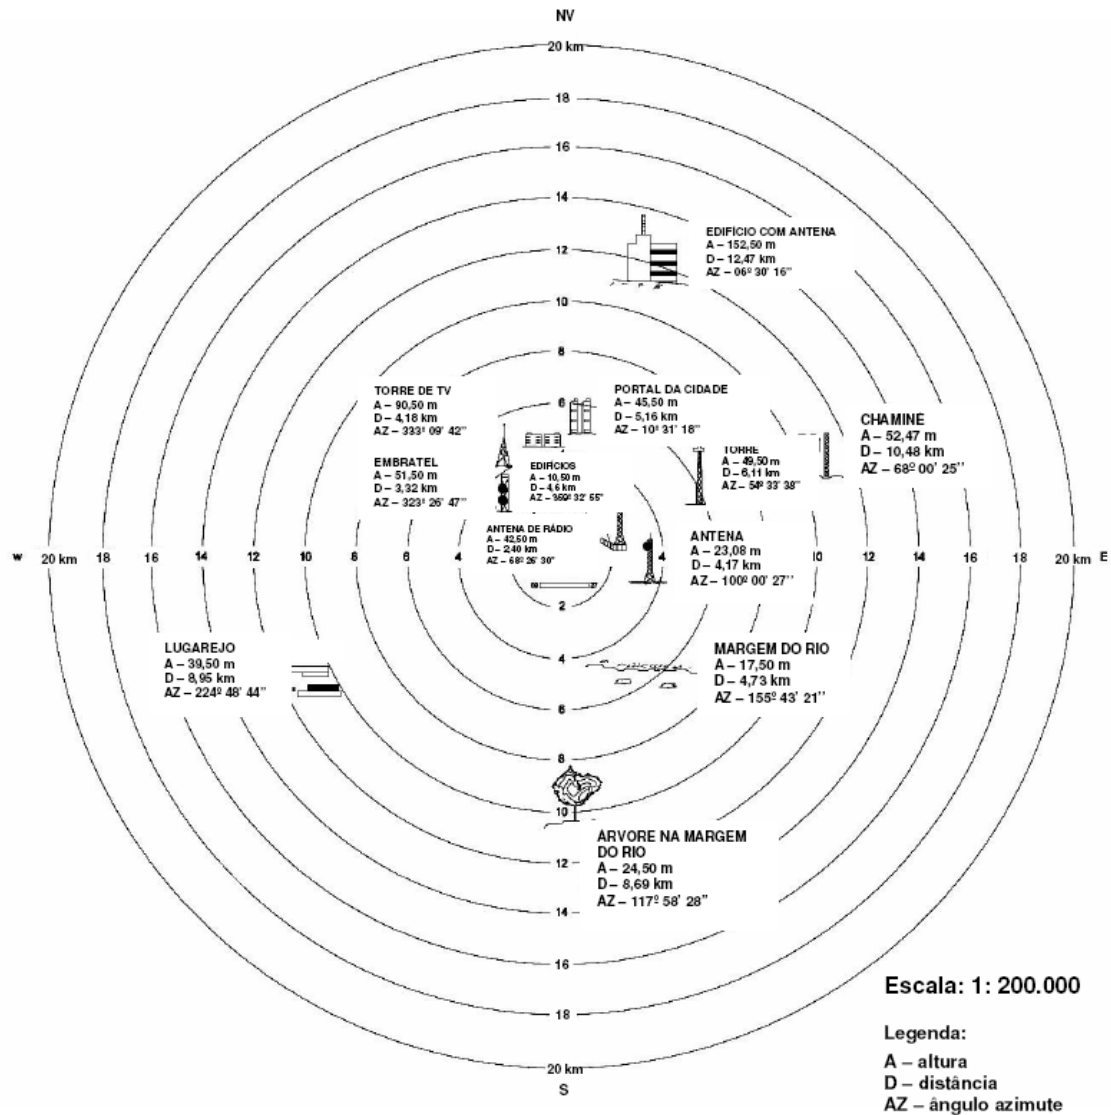 NV
20 km
18
16
14
12
10
8
6
EDIFÍCIO COM ANTENA
A – 152,50 m
D – 12,47 km
AZ – 06º 30' 16"
TORRE DE TV
A – 90,50 m
D – 4,18 km
AZ – 333º 09' 42"
PORTAL DA CIDADE
A – 45,50 m
D – 5,16 km
AZ – 10º 31' 18"
CHAMINE
A – 52,47 m
D – 10,48 km
AZ – 68º 00' 25"
EMBRATEL
A – 51,50 m
D – 3,32 km
AZ – 323º 26' 47"
EDIFÍCIOS
A – 10,50 m
D – 4,6 km
AZ – 359º 32' 55"
TORRE
A – 49,50 m
D – 6,11 km
AZ – 54º 33' 38"
ANTENA DE RÁDIO
A – 42,50 m
D – 2,40 km
AZ – 68º 26' 30"
ANTENA
A – 23,08 m
D – 4,17 km
AZ – 100º 00' 27''
W 20 km 18 16 14 12 10 8 6 4 4 10 12 14 16 18 20 km E
09 27
2
4
6
8
10
12
14
16
18
20 km
S
LUGAREJO
A – 39,50 m
D – 8,95 km
AZ – 224º 48' 44"
MARGEM DO RIO
A – 17,50 m
D – 4,73 km
AZ – 155º 43' 21''
ARVORE NA MARGEM
DO RIO
A – 24,50 m
D – 8,69 km
AZ – 117º 58' 28"
Escala: 1: 200.000
Legenda:
A – altura
D – distância
AZ – ângulo azimute